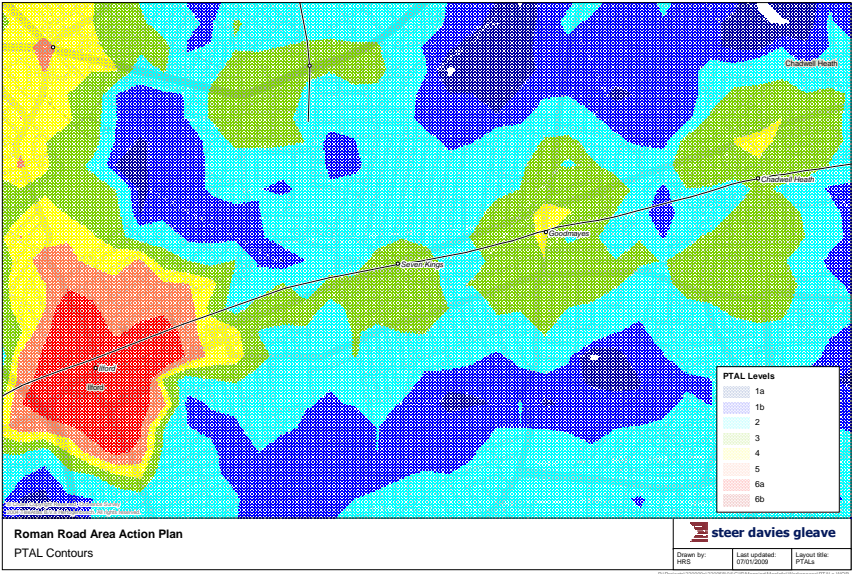 Chadwell Heath
Chadwell Heath
Goodmayes
Seven Kings
Ilford
Ilford
PTAL Levels
1a
1b
2
3
4
5
6a
6b
Roman Road Area Action Plan
PTAL Contours
steer davies gleave
Drawn by:
HRS
Last updated:
07/01/2009
Layout title:
PTALs